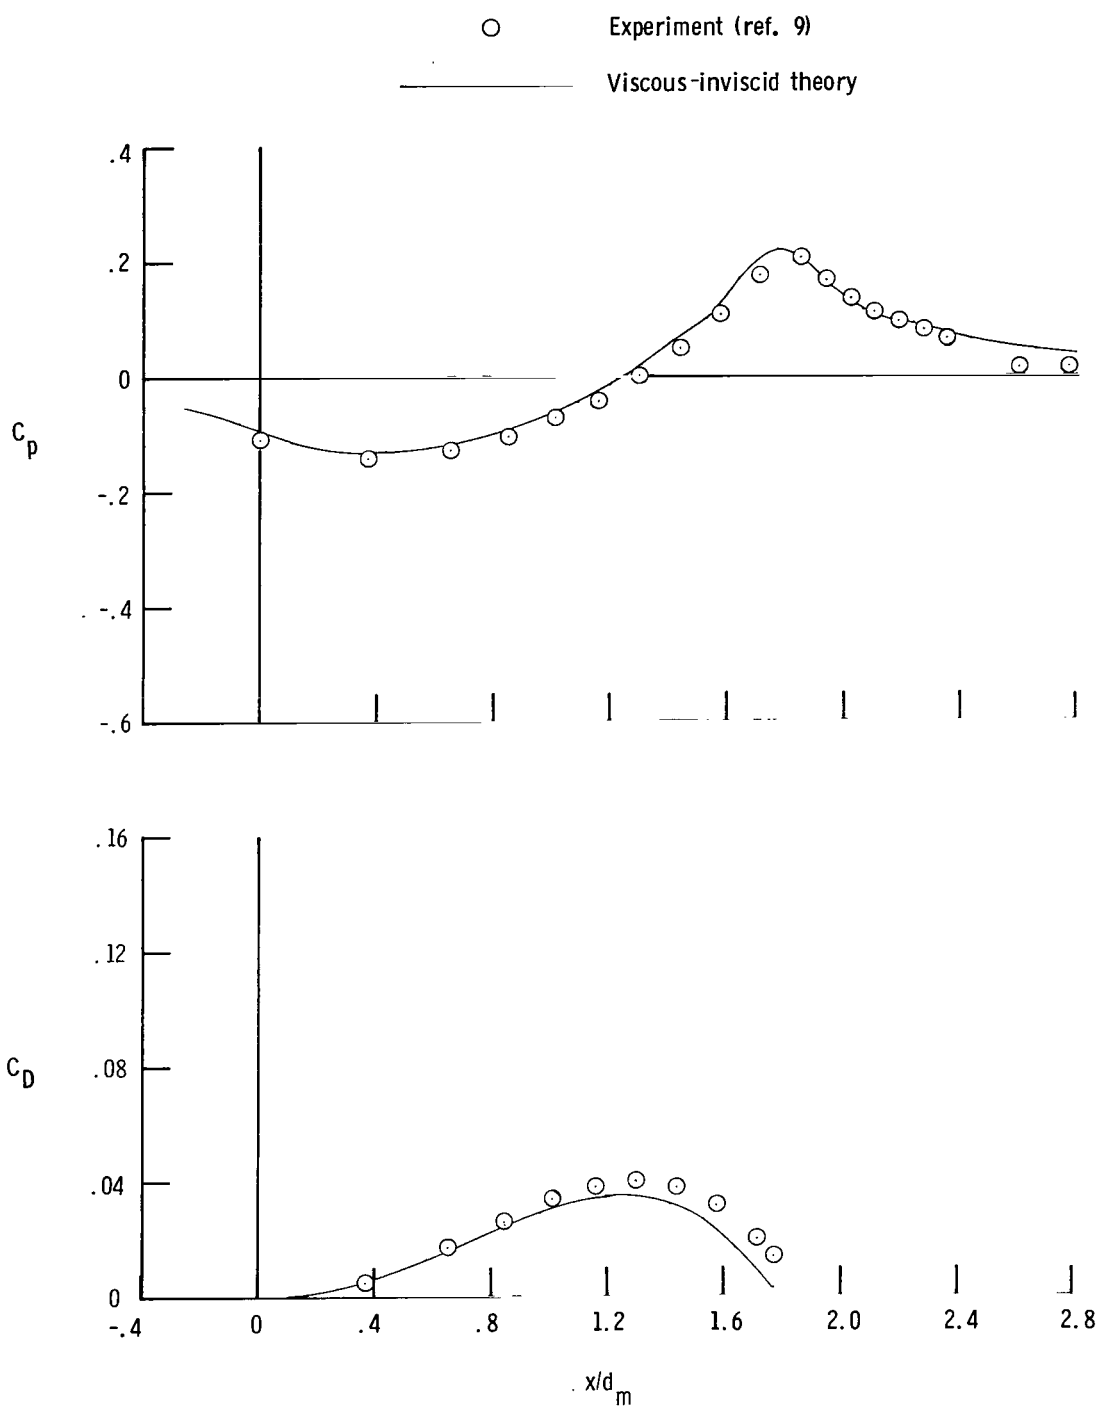 Experiment (ref. 9)
Viscous-inviscid theory
.4
.2
0
C_p
-.2
-.4
-.6
.16
.12
C_D
.08
.04
0
-.4 0 .4 .8 1.2 1.6 2.0 2.4 2.8
x/d_m